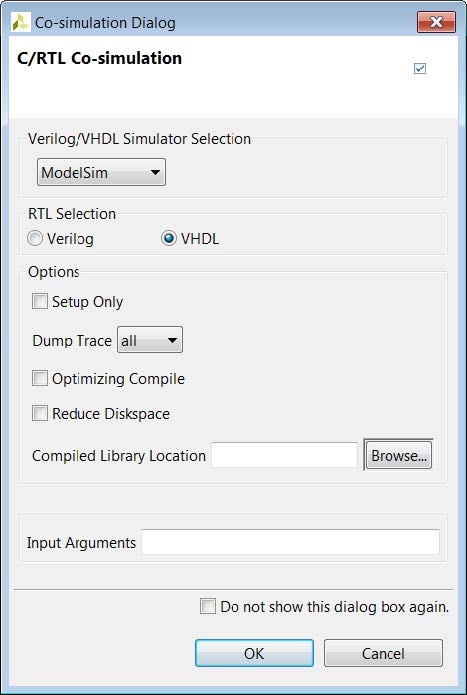 Co-simulation Dialog
C/RTL Co-simulation
Verilog/VHDL Simulator Selection
ModelSim
RTL Selection
Verilog VHDL
Options
Setup Only
Dump Trace all
Optimizing Compile
Reduce Diskspace
Compiled Library Location Browse...
Input Arguments
Do not show this dialog box again.
OK Cancel